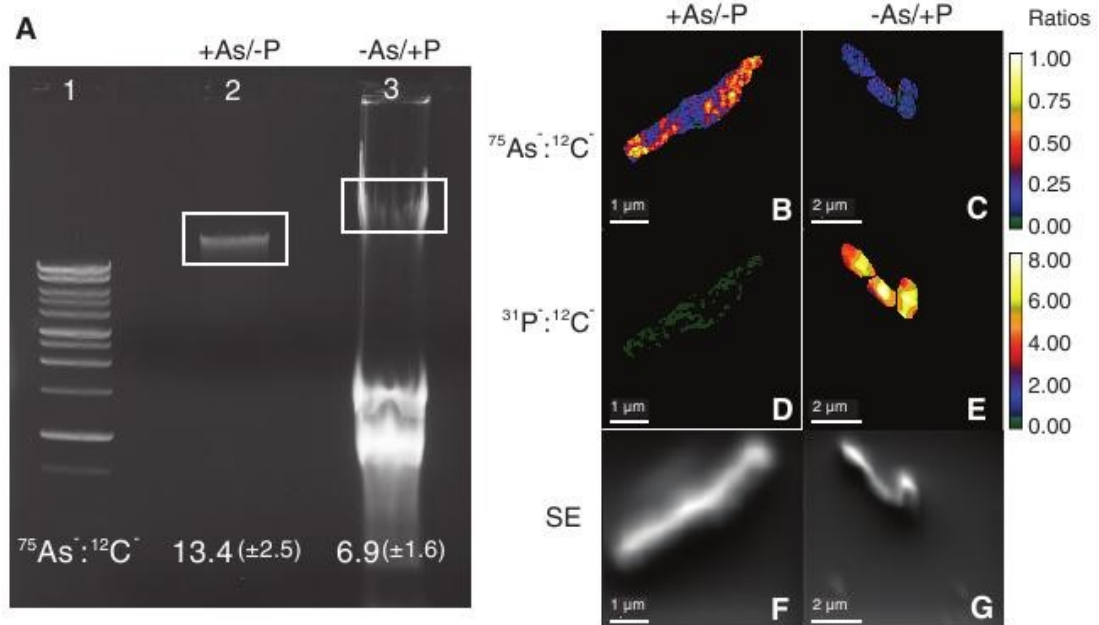 A
+As/-P
-As/+P
1
2
3
⁷⁵As⁻:¹²C⁻
13.4(±2.5)
6.9(±1.6)
+As/-P
-As/+P
Ratios
⁷⁵As⁻:¹²C⁻
1 µm
B
2 µm
C
1.00
0.75
0.50
0.25
0.00
³¹P⁻:¹²C⁻
1 µm
D
2 µm
E
8.00
6.00
4.00
2.00
0.00
SE
1 µm
F
2 µm
G